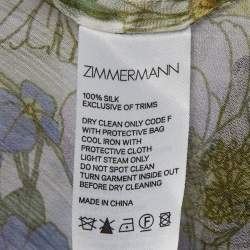 ZIMMERMANN
100% SILK
EXCLUSIVE OF TRIMS
DRY CLEAN ONLY CODE F
WITH PROTECTIVE BAG
COOL IRON WITH
PROTECTIVE CLOTH
LIGHT STEAM ONLY
DO NOT SPOT CLEAN
TURN GARMENT INSIDE OUT
BEFORE DRY CLEANING
MADE IN CHINA
F